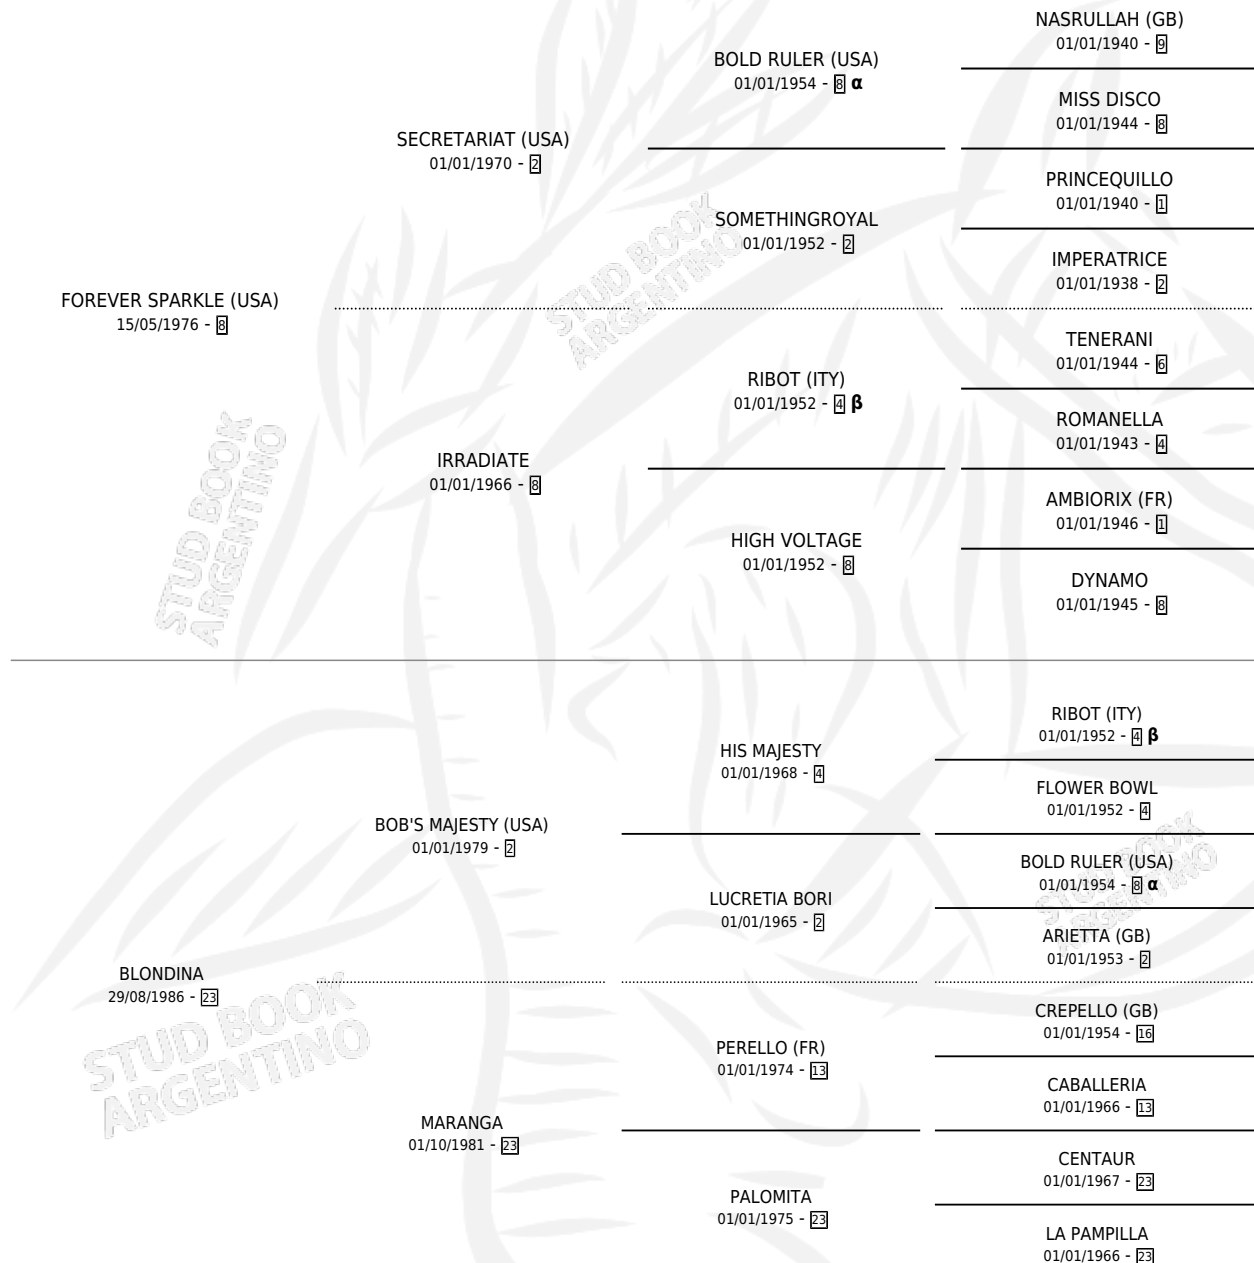 NASRULLAH (GB)
01/01/1940 - 9
BOLD RULER (USA)
01/01/1954 - 8 α
MISS DISCO
01/01/1944 - 8
SECRETARIAT (USA)
01/01/1970 - 2
PRINCEQUILLO
01/01/1940 - 1
SOMETHINGROYAL
01/01/1952 - 2
IMPERATRICE
01/01/1938 - 2
FOREVER SPARKLE (USA)
15/05/1976 - 8
TENERANI
01/01/1944 - 6
RIBOT (ITY)
01/01/1952 - 4 β
ROMANELLA
01/01/1943 - 4
IRRADIATE
01/01/1966 - 8
AMBIORIX (FR)
01/01/1946 - 1
HIGH VOLTAGE
01/01/1952 - 8
DYNAMO
01/01/1945 - 8
RIBOT (ITY)
01/01/1952 - 4 β
HIS MAJESTY
01/01/1968 - 4
FLOWER BOWL
01/01/1952 - 4
BOB'S MAJESTY (USA)
01/01/1979 - 2
BOLD RULER (USA)
01/01/1954 - 8 α
LUCRETIA BORI
01/01/1965 - 2
ARIETTA (GB)
01/01/1953 - 2
BLONDINA
29/08/1986 - 23
CREPELLO (GB)
01/01/1954 - 16
PERELLO (FR)
01/01/1974 - 13
CABALLERIA
01/01/1966 - 13
MARANGA
01/10/1981 - 23
CENTAUR
01/01/1967 - 23
PALOMITA
01/01/1975 - 23
LA PAMPILLA
01/01/1966 - 23
STUD BOOK
ARGENTINO
STUD BOOK
ARGENTINO
STUD BOOK
ARGENTINO
STUD BOOK
ARGENTINO